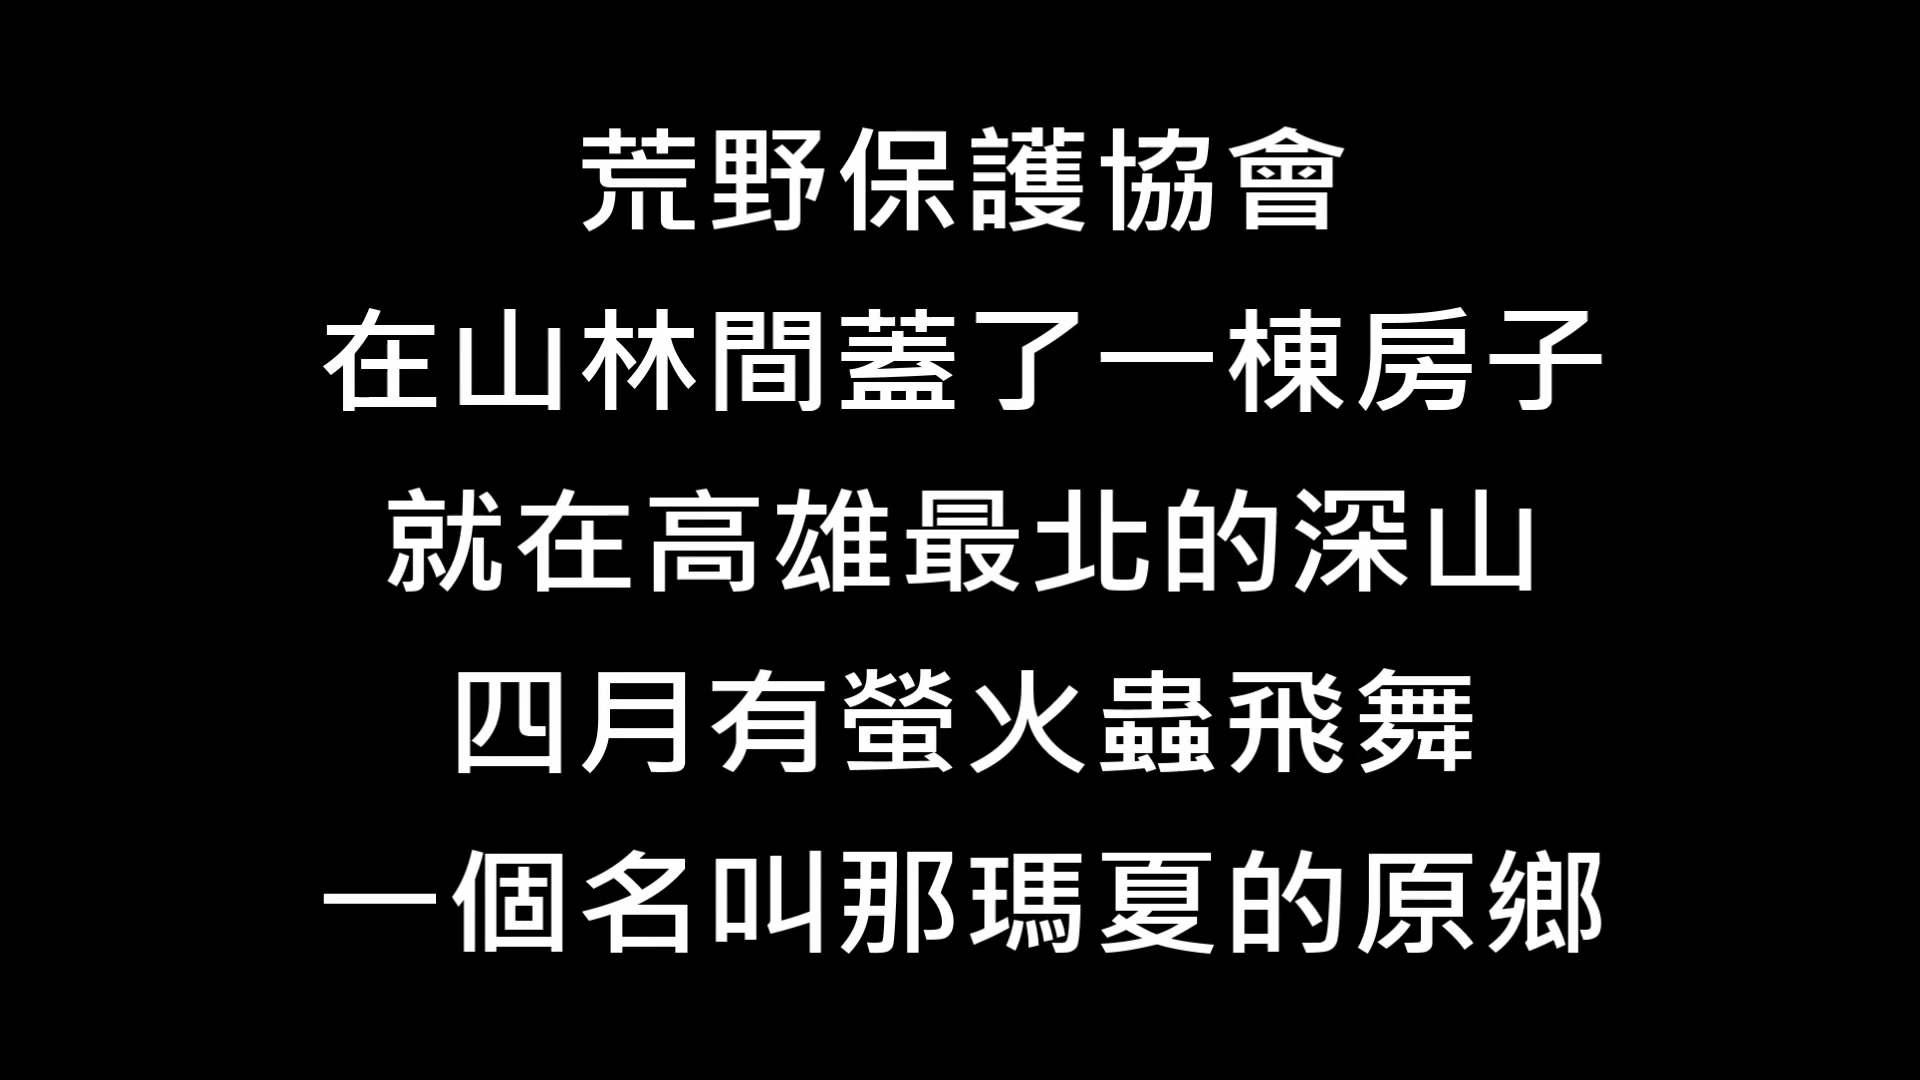 荒野保護協會
在山林間蓋了一棟房子
就在高雄最北的深山
四月有螢火蟲飛舞
一個名叫那瑪夏的原鄉